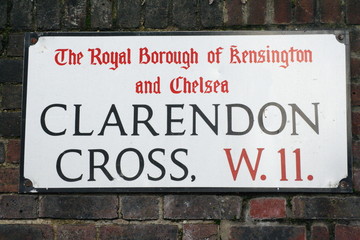 The Royal Borough of Kensington
and Chelsea
CLARENDON
CROSS, W.11.